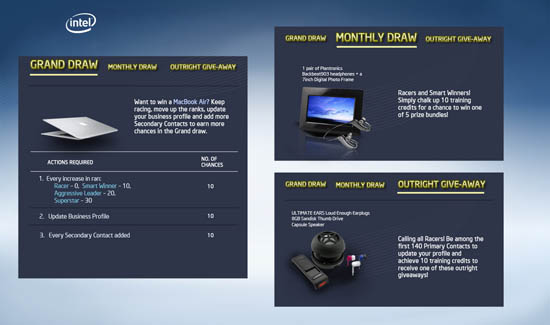 intel
GRAND DRAW MONTHLY DRAW OUTRIGHT GIVE-AWAY
Want to win a MacBook Air? Keep
racing, move up the ranks, update
your business profile and add more
Secondary Contacts to earn more
chances in the Grand draw.
ACTIONS REQUIRED NO. OF
CHANCES
1. Every increase in ran:
Racer - 0, Smart Winner - 10,
Aggressive Leader - 20,
Superstar - 30
10
2. Update Business Profile 10
3. Every Secondary Contact added 10
GRAND DRAW MONTHLY DRAW OUTRIGHT GIVE-AWAY
1 pair of Plantronics
Backbeat903 headphones + a
7inch Digital Photo Frame
Racers and Smart Winners!
Simply chalk up 10 training
credits for a chance to win one
of 5 prize bundles!
GRAND DRAW MONTHLY DRAW OUTRIGHT GIVE-AWAY
ULTIMATE EARS Loud Enough Earplugs
8GB Sandisk Thumb Drive
Capsule Speaker
Calling all Racers! Be among the
first 140 Primary Contacts to
update your profile and
achieve 10 training credits to
receive one of these outright
giveaways!